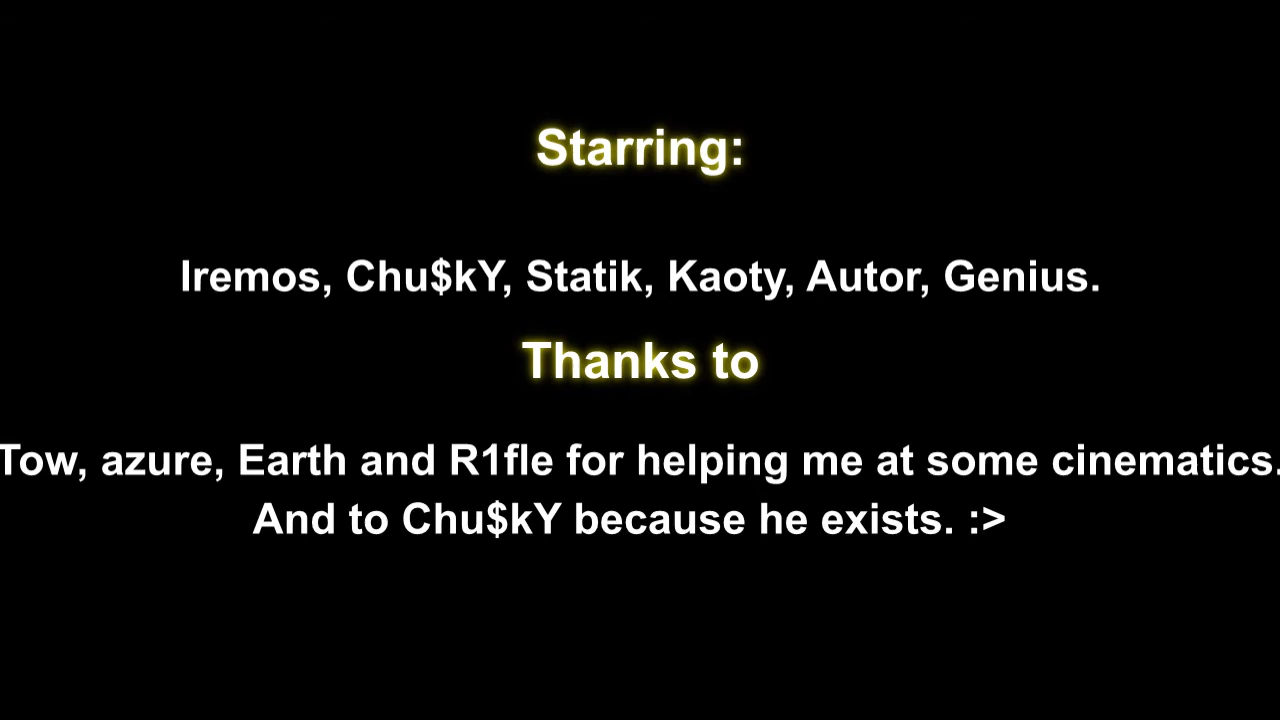 Starring:
Iremos, Chu$kY, Statik, Kaoty, Autor, Genius.
Thanks to
Tow, azure, Earth and R1fle for helping me at some cinematics.
And to Chu$kY because he exists. :>